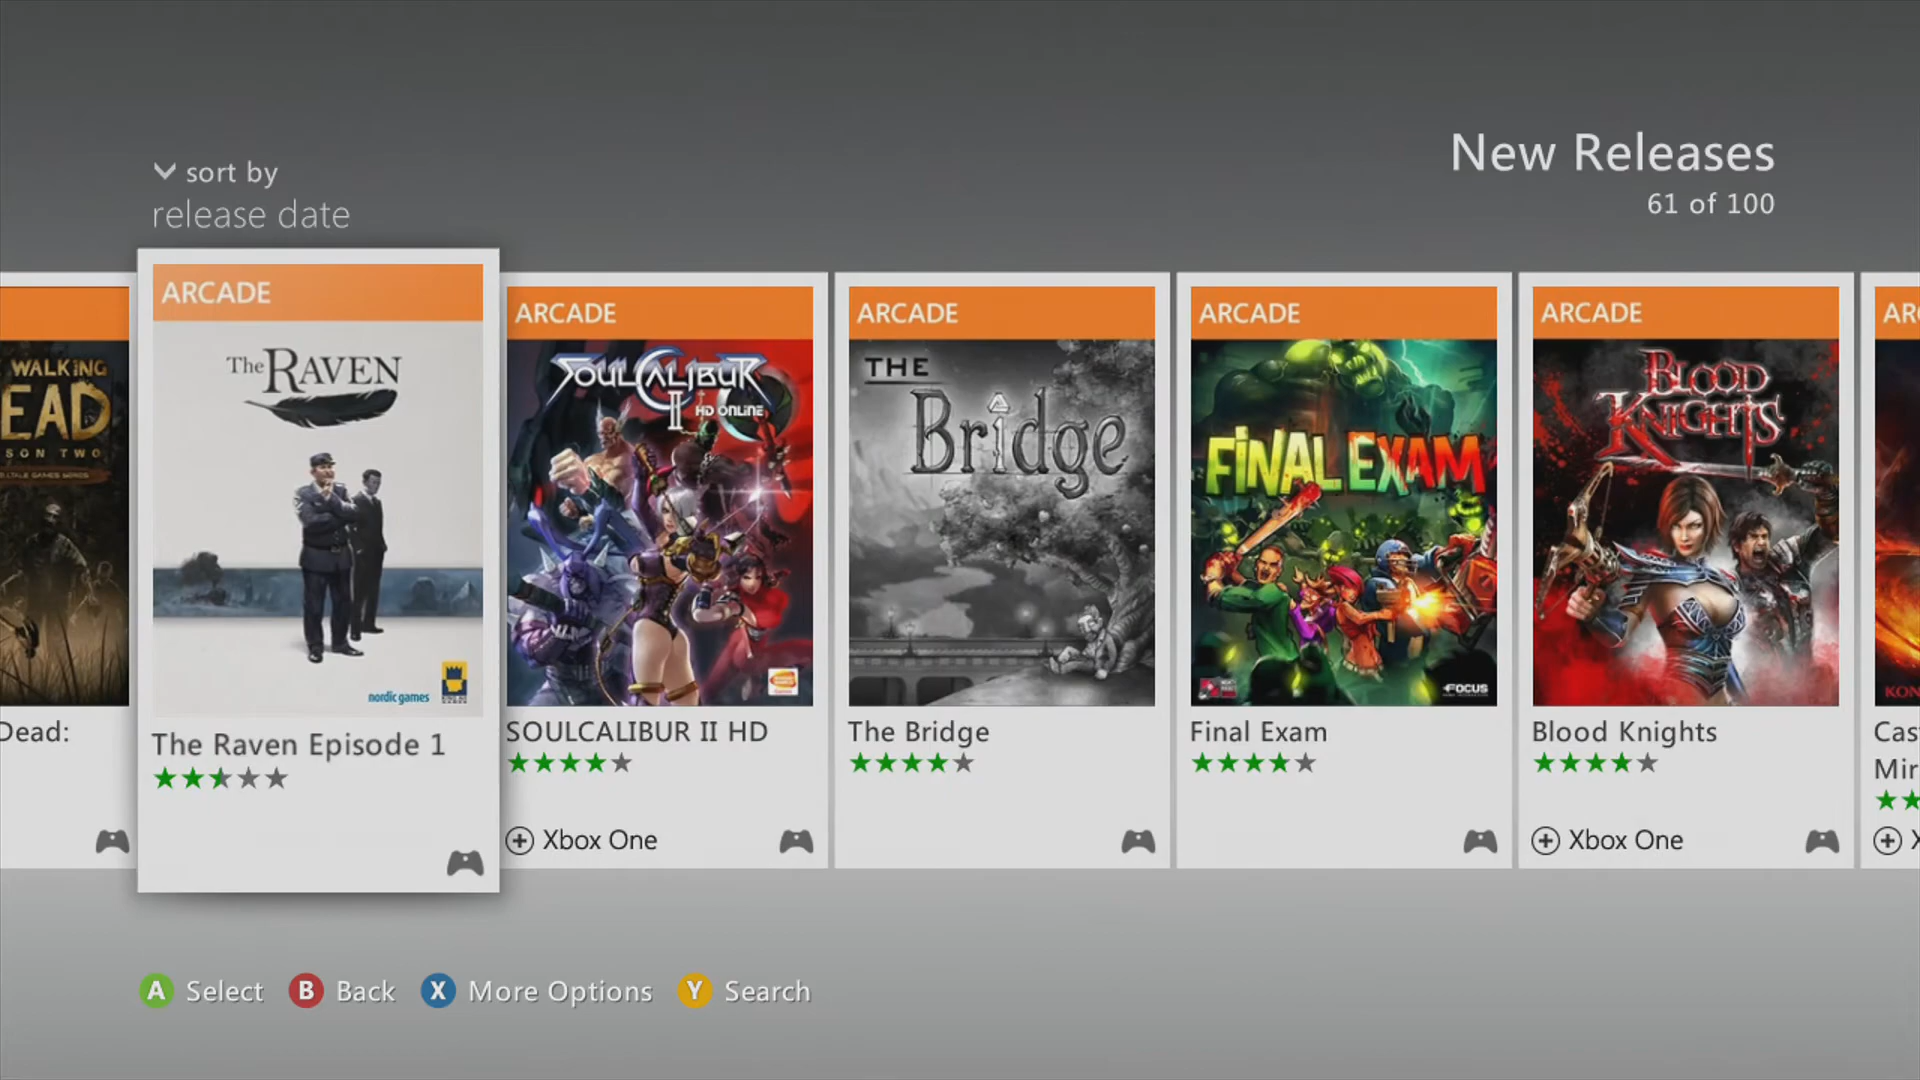 sort by
release date
New Releases
61 of 100
WALKING
EAD
SON TWO
Dead:
ARCADE
The RAVEN
nordic games
The Raven Episode 1
ARCADE
SOULCALIBUR
II HD ONLINE
SOULCALIBUR II HD
Xbox One
ARCADE
THE
Bridge
The Bridge
ARCADE
FINAL EXAM
FOCUS
Final Exam
ARCADE
BLOOD
KNIGHTS
Blood Knights
Xbox One
AR
KON
Cas
Mir
A Select B Back X More Options Y Search